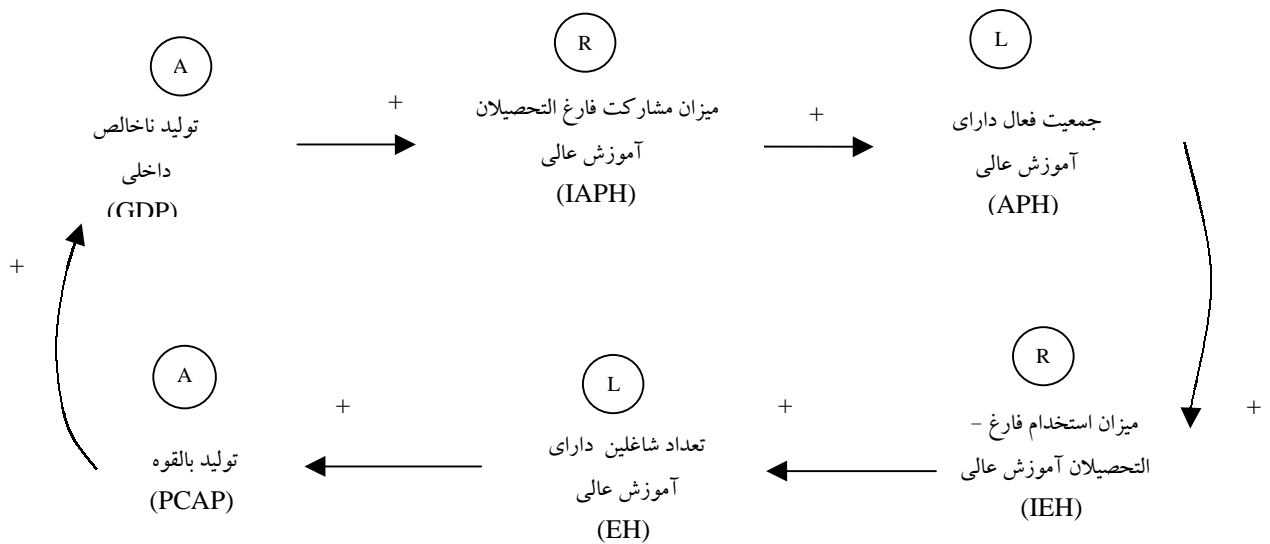 A
تولید ناخالص
داخلی
(GDP)
+
R
میزان مشارکت فارغ التحصیلان
آموزش عالی
(IAPH)
+
L
جمعیت فعال دارای
آموزش عالی
(APH)
+
R
میزان استخدام فارغ –
التحصیلان آموزش عالی
(IEH)
+
L
تعداد شاغلین دارای
آموزش عالی
(EH)
+
A
تولید بالقوه
(PCAP)
+